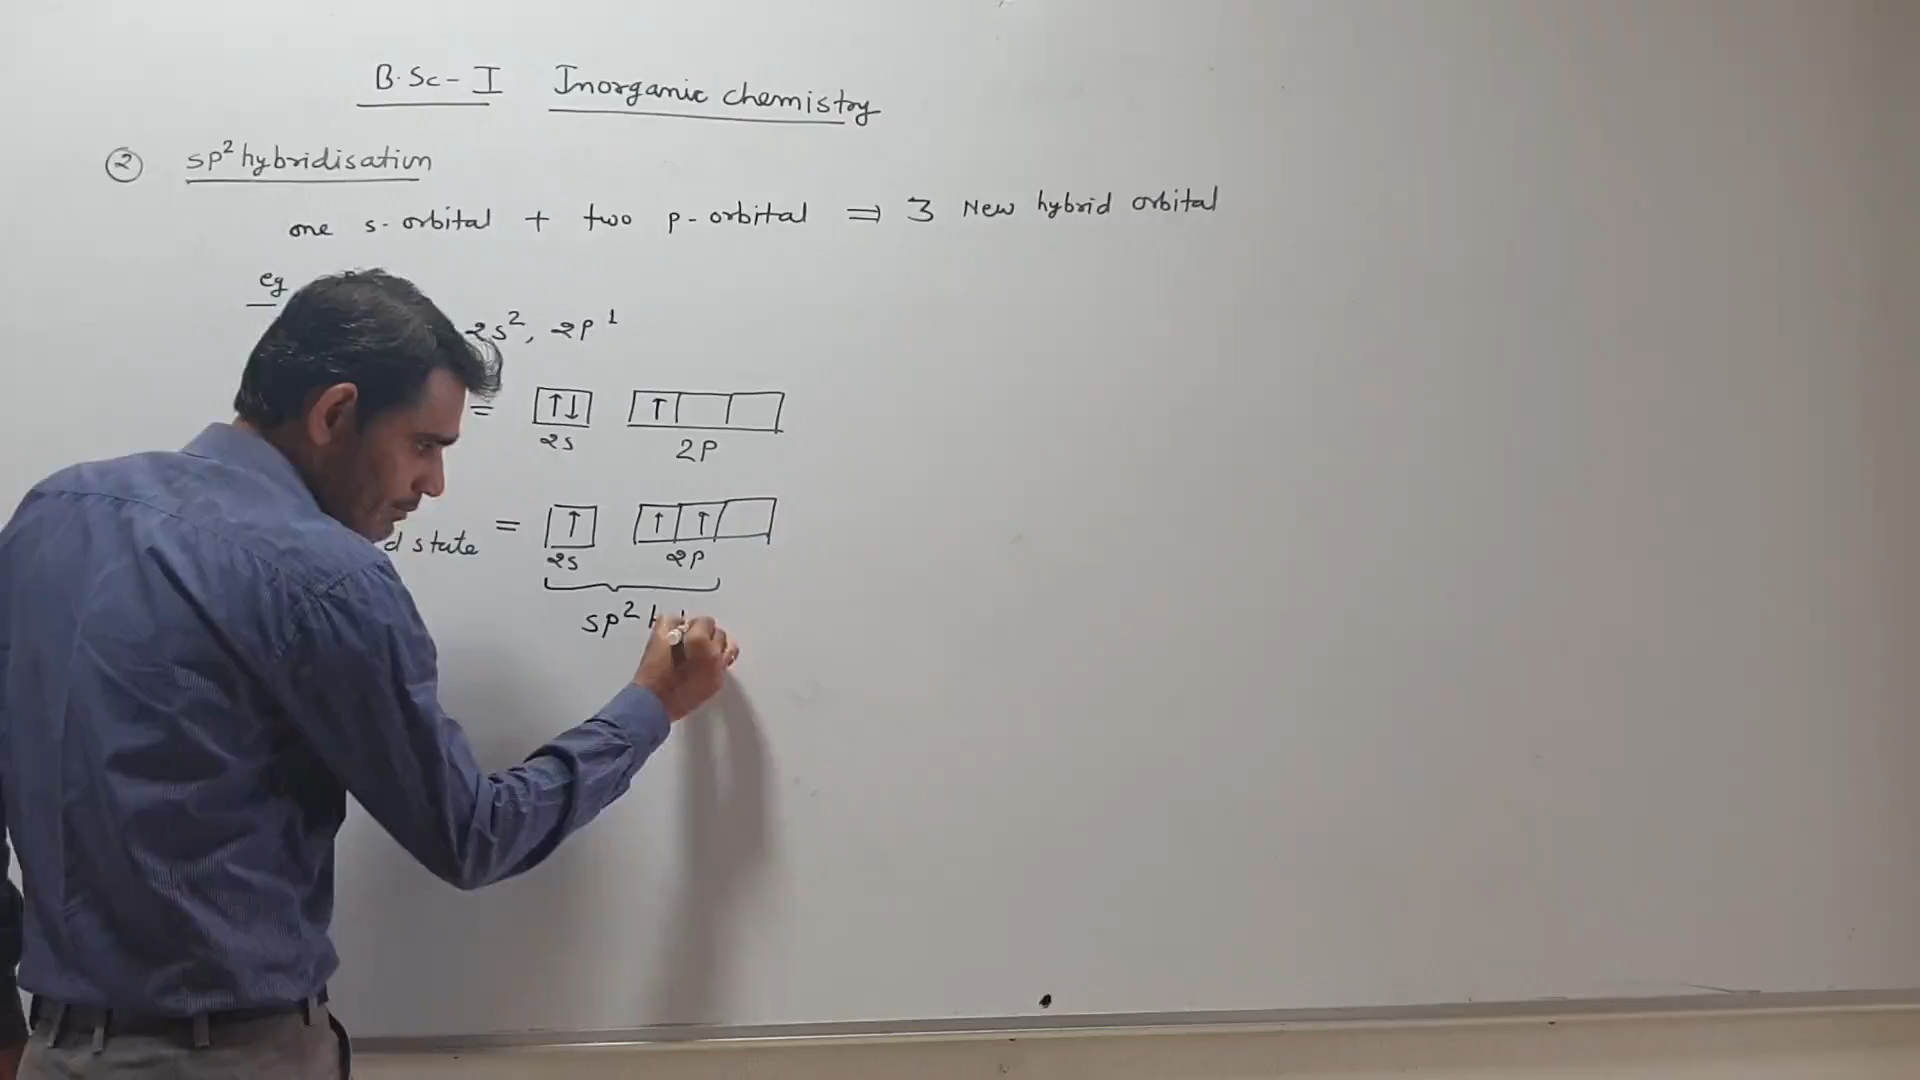 B.Sc - I Inorganic chemistry
② sp² hybridisation
one s-orbital + two p-orbital ⇒ 3 New hybrid orbital
eg
2s², 2p¹
= ↑↓ ↑
2s 2p
d state = ↑ ↑ ↑
2s 2p
sp²